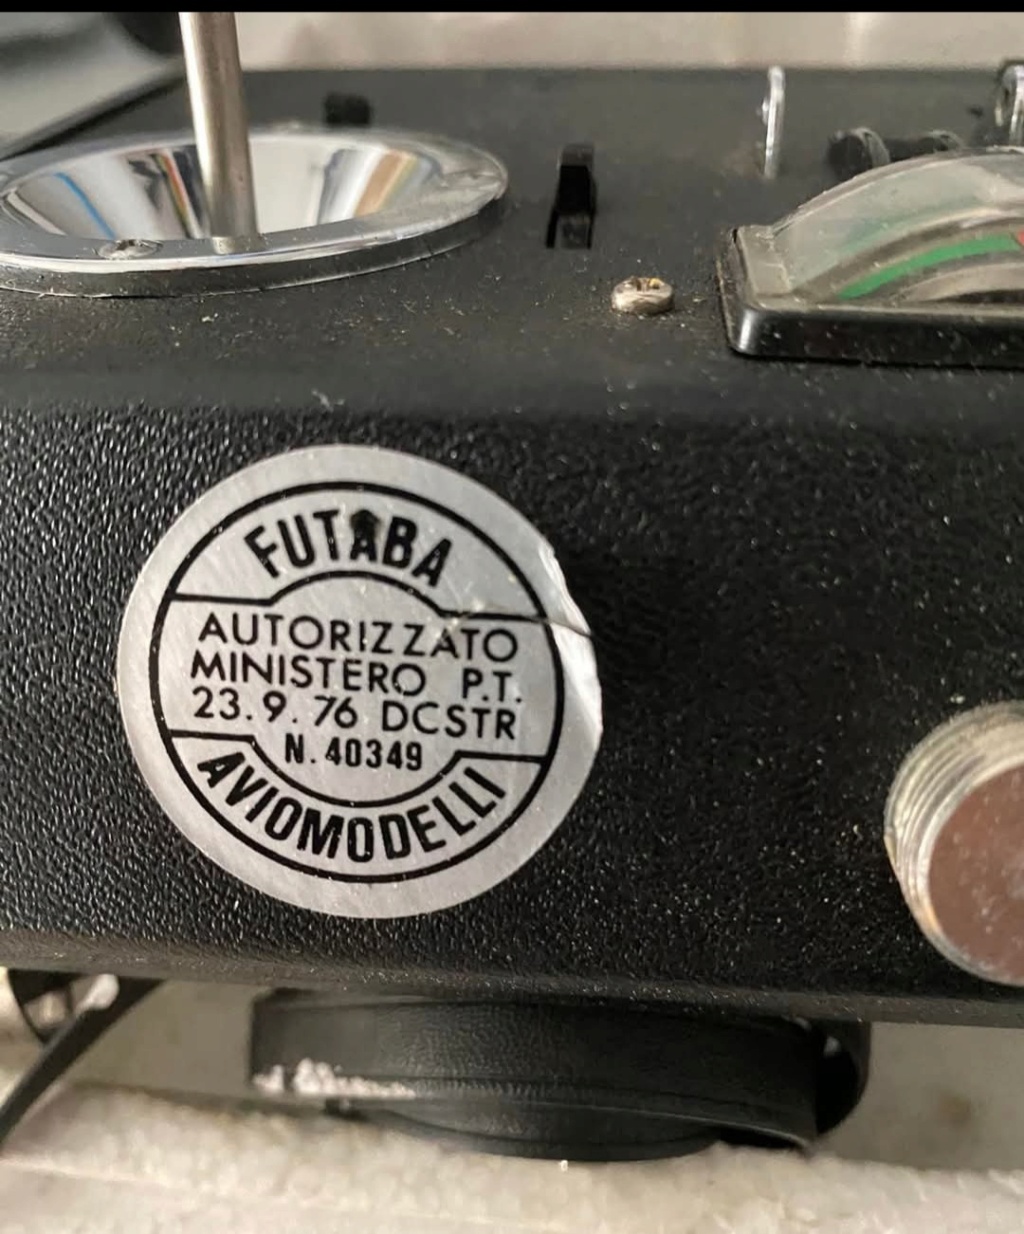 FUTABA
AUTORIZZATO
MINISTERO P.T.
23.9.76 DCSTR
N.40349
AVIOMODELLI